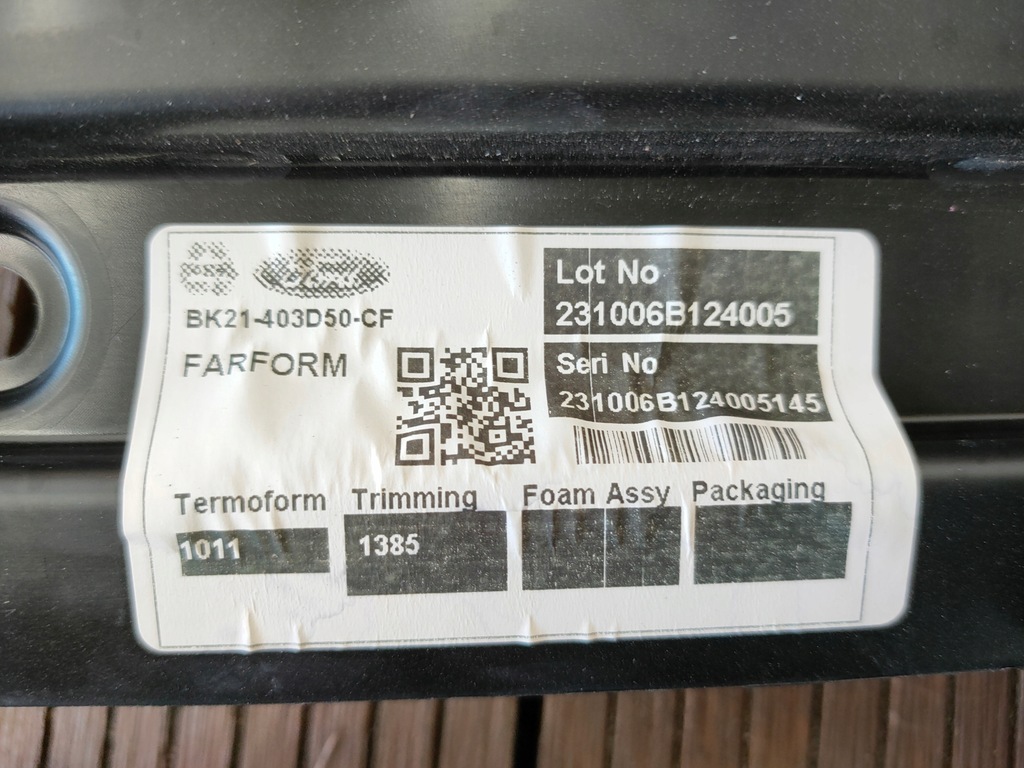 BK21-403D50-CF
FARFORM
Lot No
231006B124005
Seri No
231006B124005145
Termoform
1011
Trimming
1385
Foam Assy
Packaging